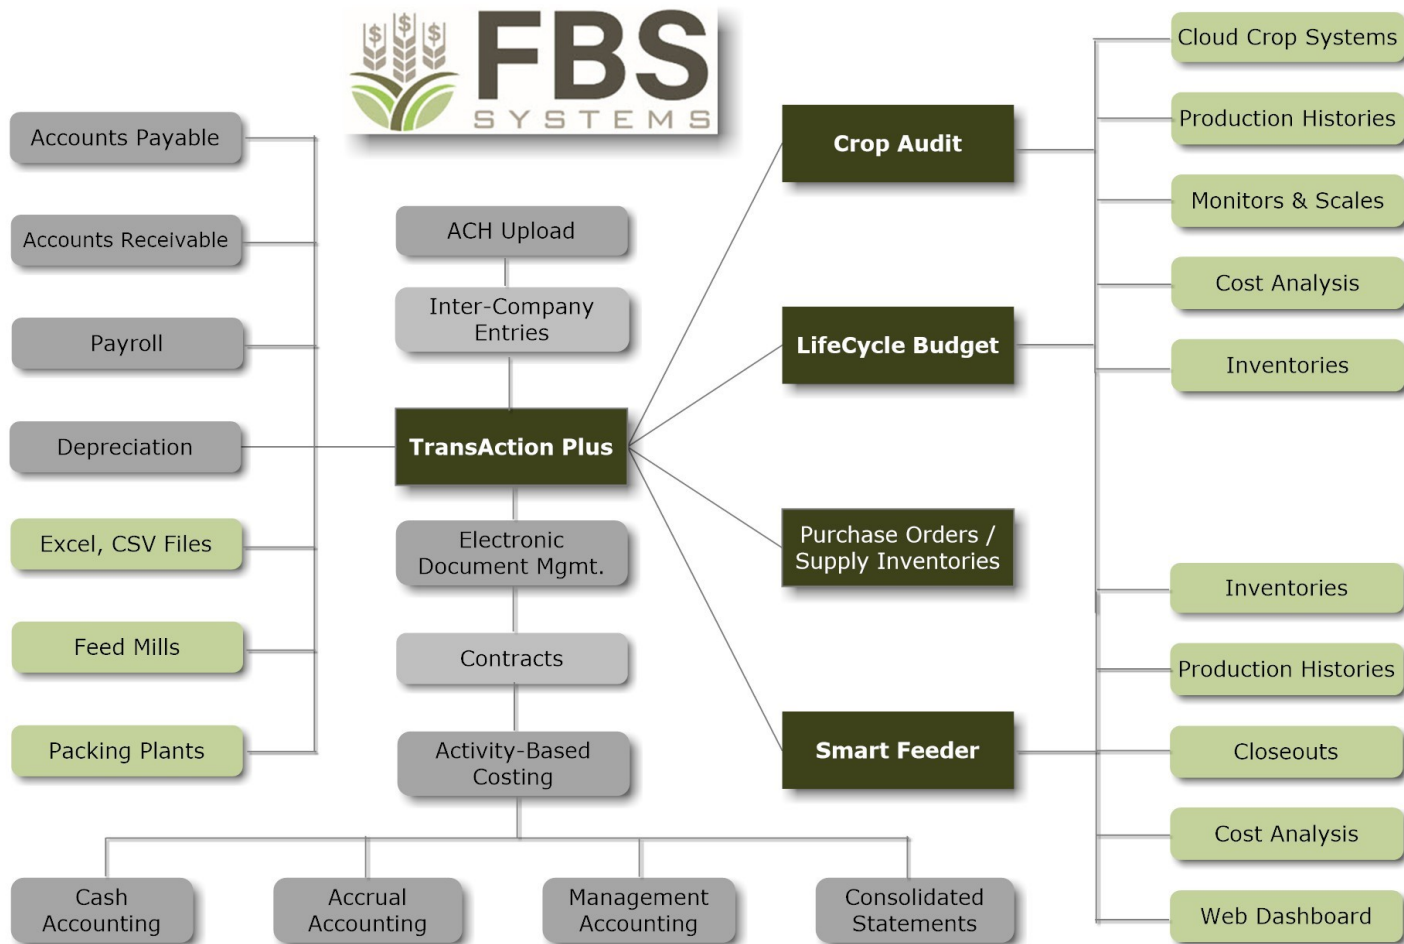 $ $ $
FBS
SYSTEMS
Accounts Payable
Accounts Receivable
Payroll
Depreciation
Excel, CSV Files
Feed Mills
Packing Plants
ACH Upload
Inter-Company
Entries
TransAction Plus
Electronic
Document Mgmt.
Contracts
Activity-Based
Costing
Cash
Accounting
Accrual
Accounting
Management
Accounting
Consolidated
Statements
Crop Audit
LifeCycle Budget
Purchase Orders /
Supply Inventories
Smart Feeder
Cloud Crop Systems
Production Histories
Monitors & Scales
Cost Analysis
Inventories
Inventories
Production Histories
Closeouts
Cost Analysis
Web Dashboard